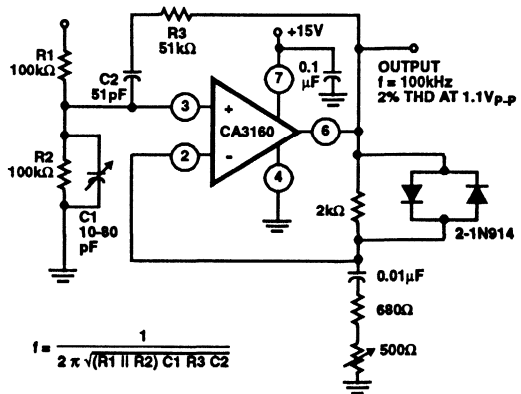 +15V
R1
100kΩ
R3
51kΩ
C2
51pF
0.1
µF
OUTPUT
f = 100kHz
2% THD AT 1.1Vp-p
7
3
+
CA3160
6
2
-
4
R2
100kΩ
C1
10-80
pF
2kΩ
2-1N914
0.01µF
680Ω
500Ω
f = 1
2 π √(R1 || R2) C1 R3 C2